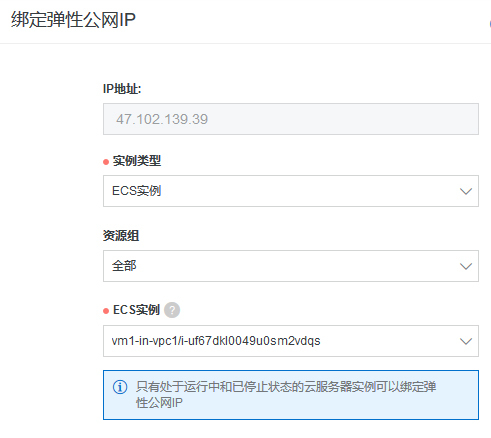 绑定弹性公网IP
IP地址:
47.102.139.39
实例类型
ECS实例
资源组
全部
ECS实例 ?
vm1-in-vpc1/i-uf67dkl0049u0sm2vdqs
只有处于运行中和已停止状态的云服务器实例可以绑定弹
性公网IP